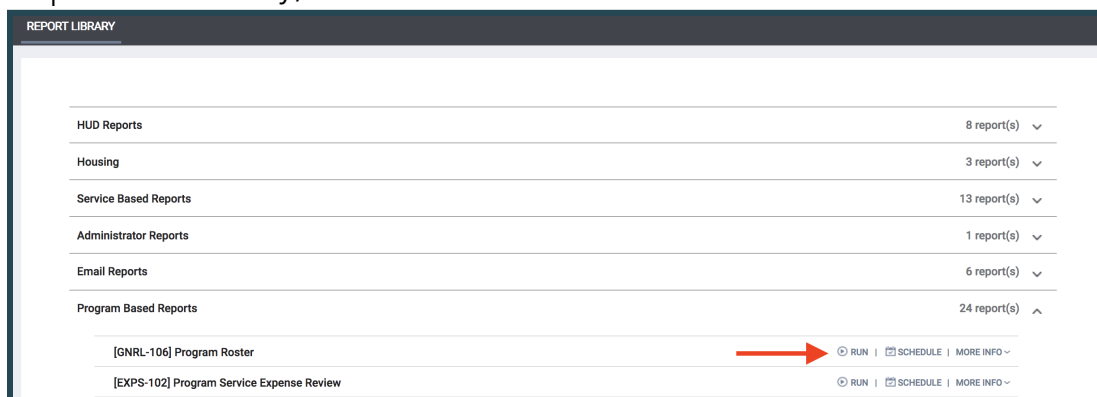 REPORT LIBRARY
HUD Reports 8 report(s)
Housing 3 report(s)
Service Based Reports 13 report(s)
Administrator Reports 1 report(s)
Email Reports 6 report(s)
Program Based Reports 24 report(s)
[GNRL-106] Program Roster RUN | SCHEDULE | MORE INFO
[EXPS-102] Program Service Expense Review RUN | SCHEDULE | MORE INFO